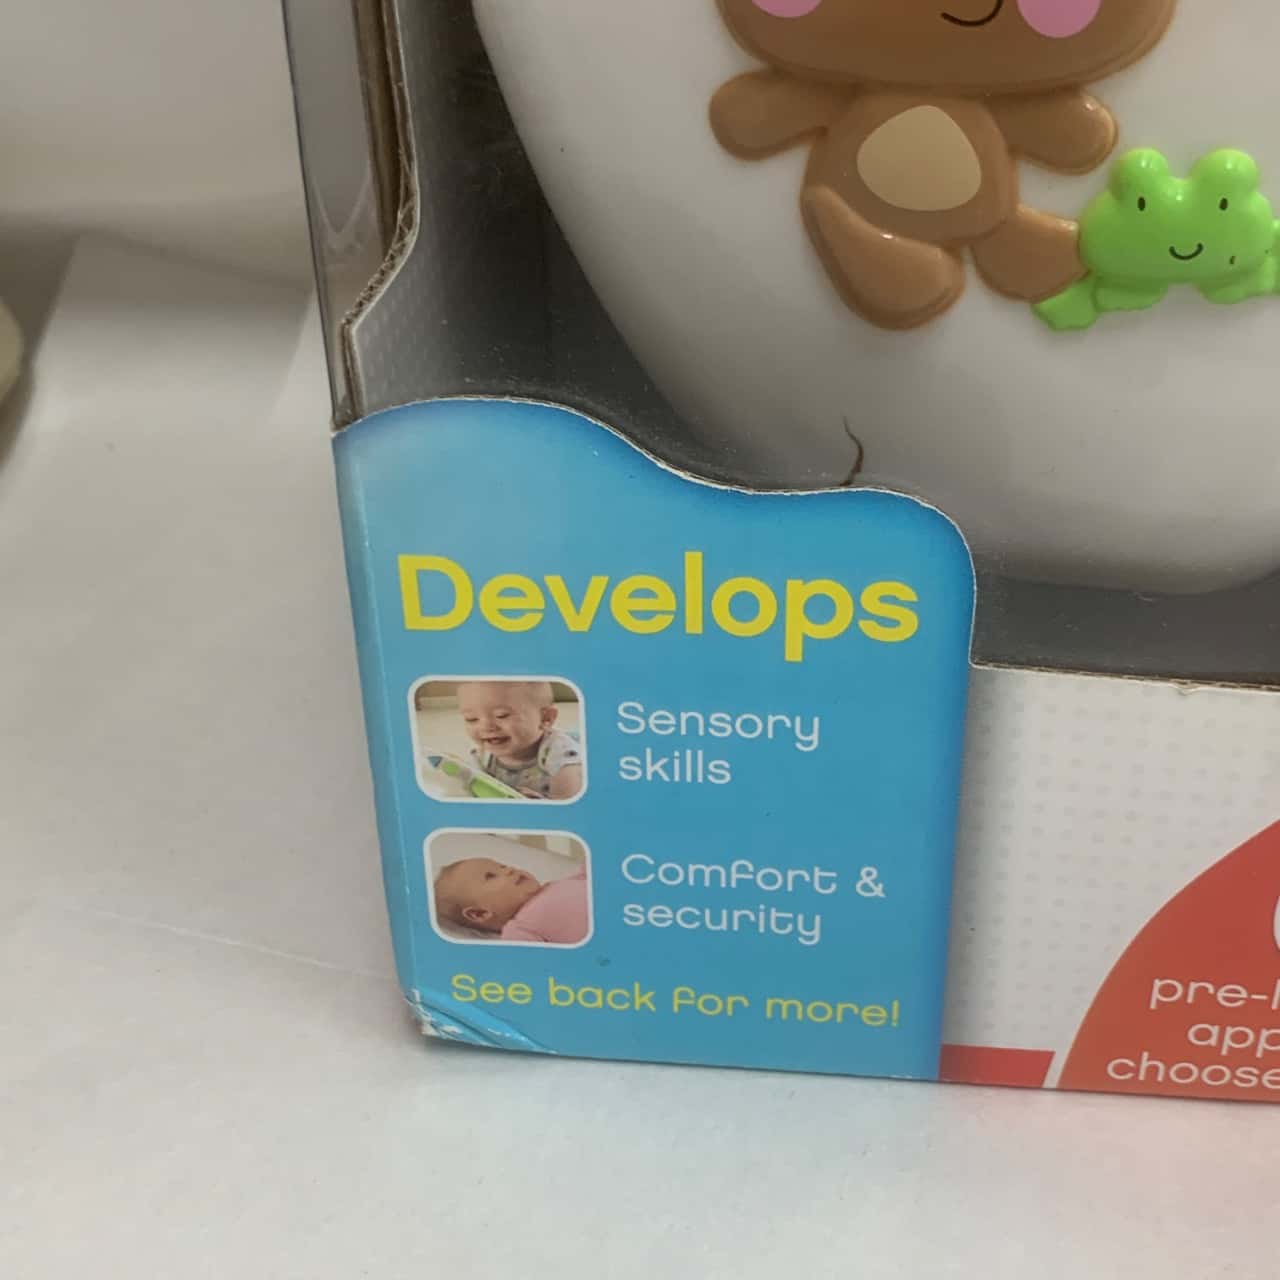 Develops
Sensory
skills
Comfort &
security
See back for more!
pre-
app
choose